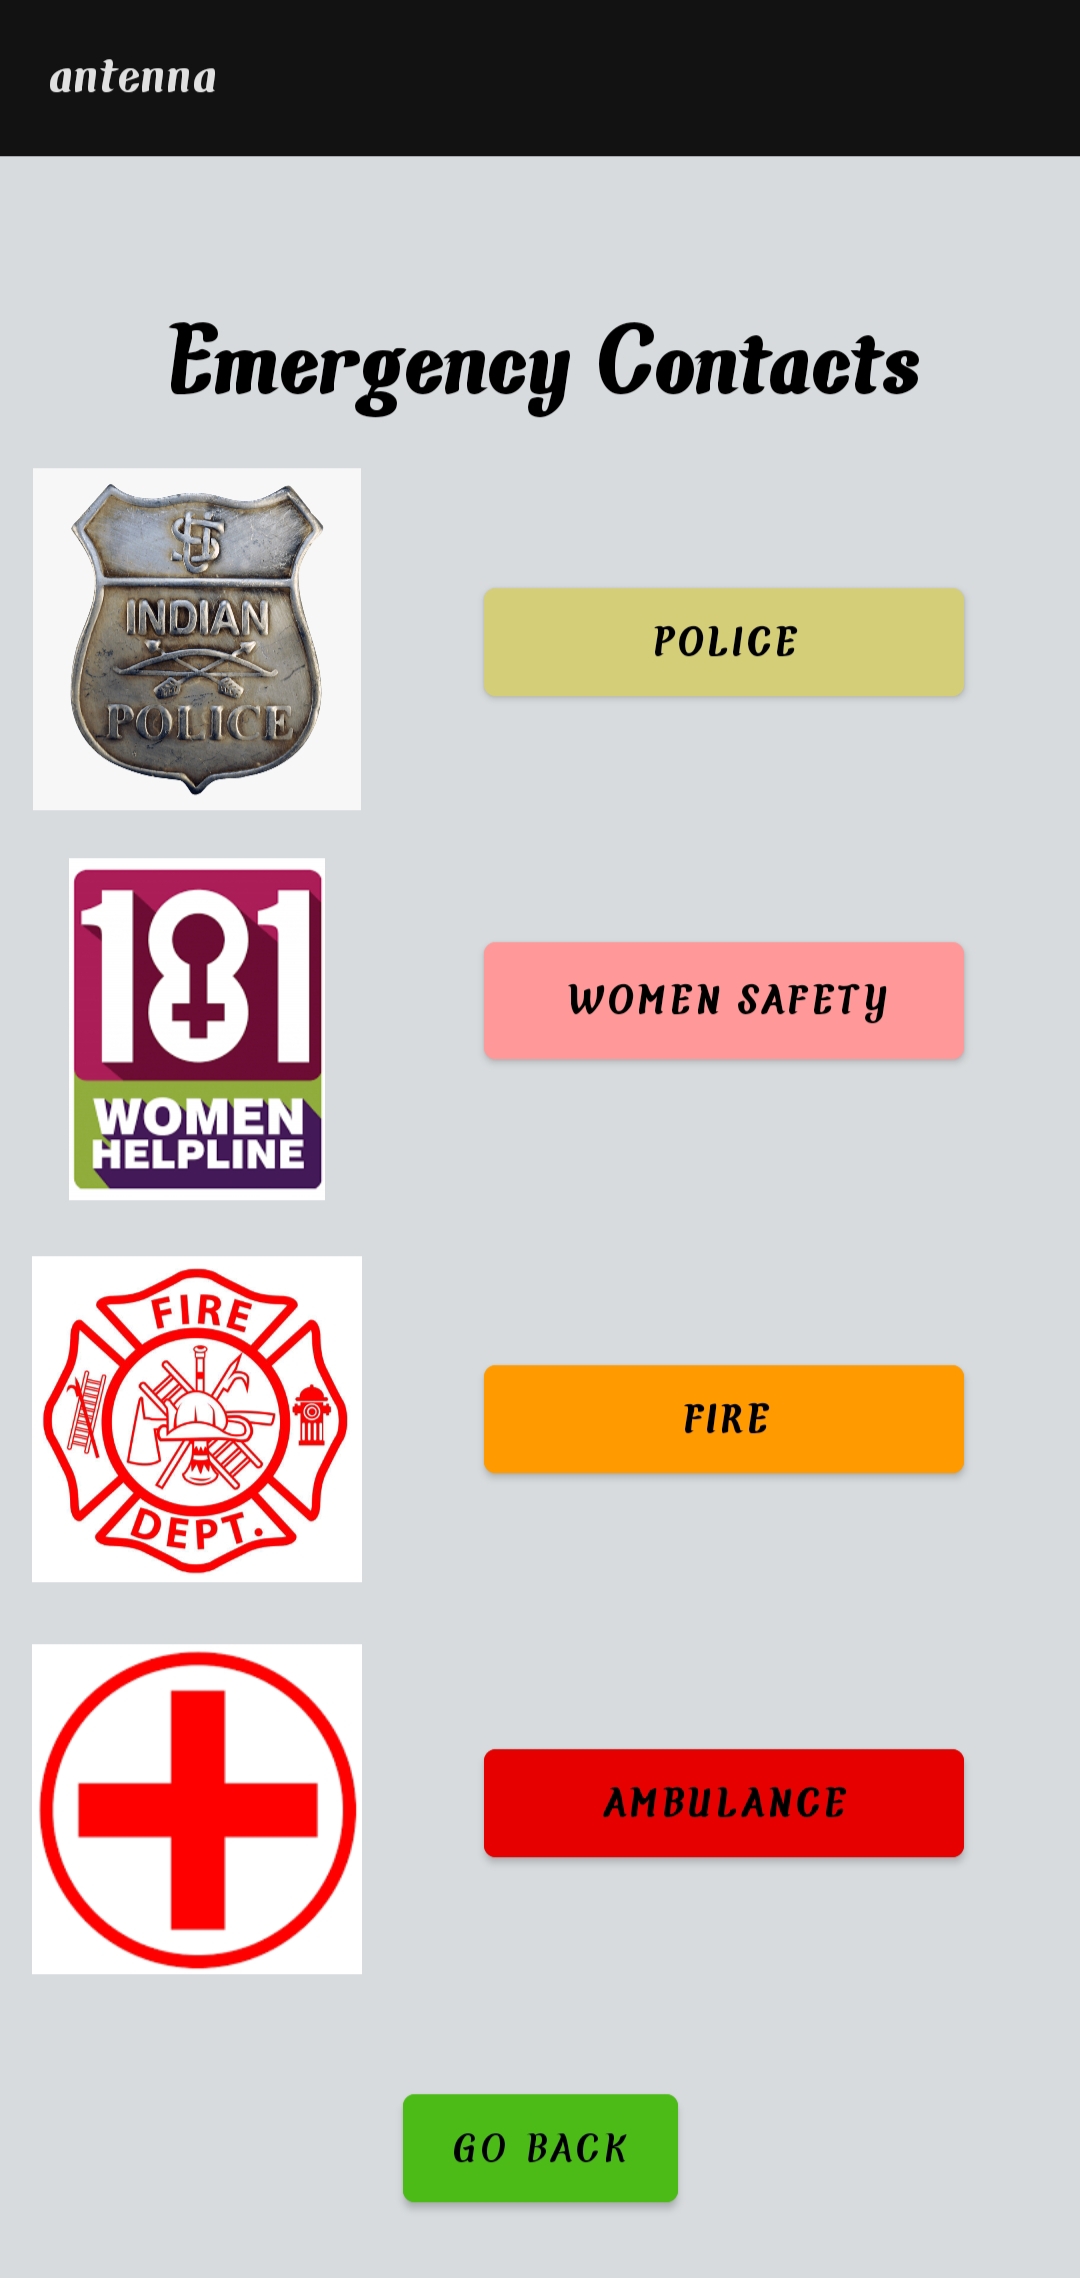 antenna
Emergency Contacts
INDIAN
POLICE
POLICE
181
WOMEN
HELPLINE
WOMEN SAFETY
FIRE
DEPT.
FIRE
AMBULANCE
GO BACK